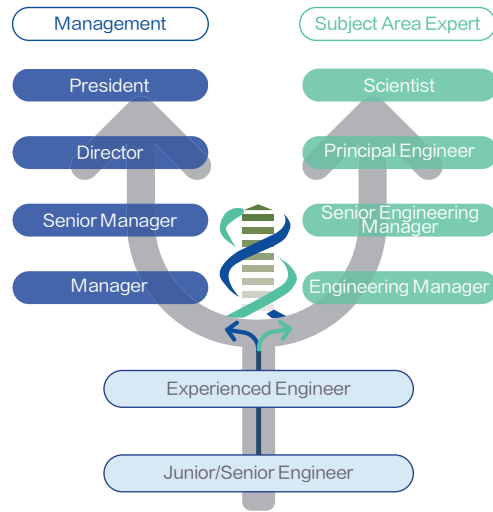 Management
Subject Area Expert
President
Scientist
Director
Principal Engineer
Senior Manager
Senior Engineering
Manager
Manager
Engineering Manager
Experienced Engineer
Junior/Senior Engineer